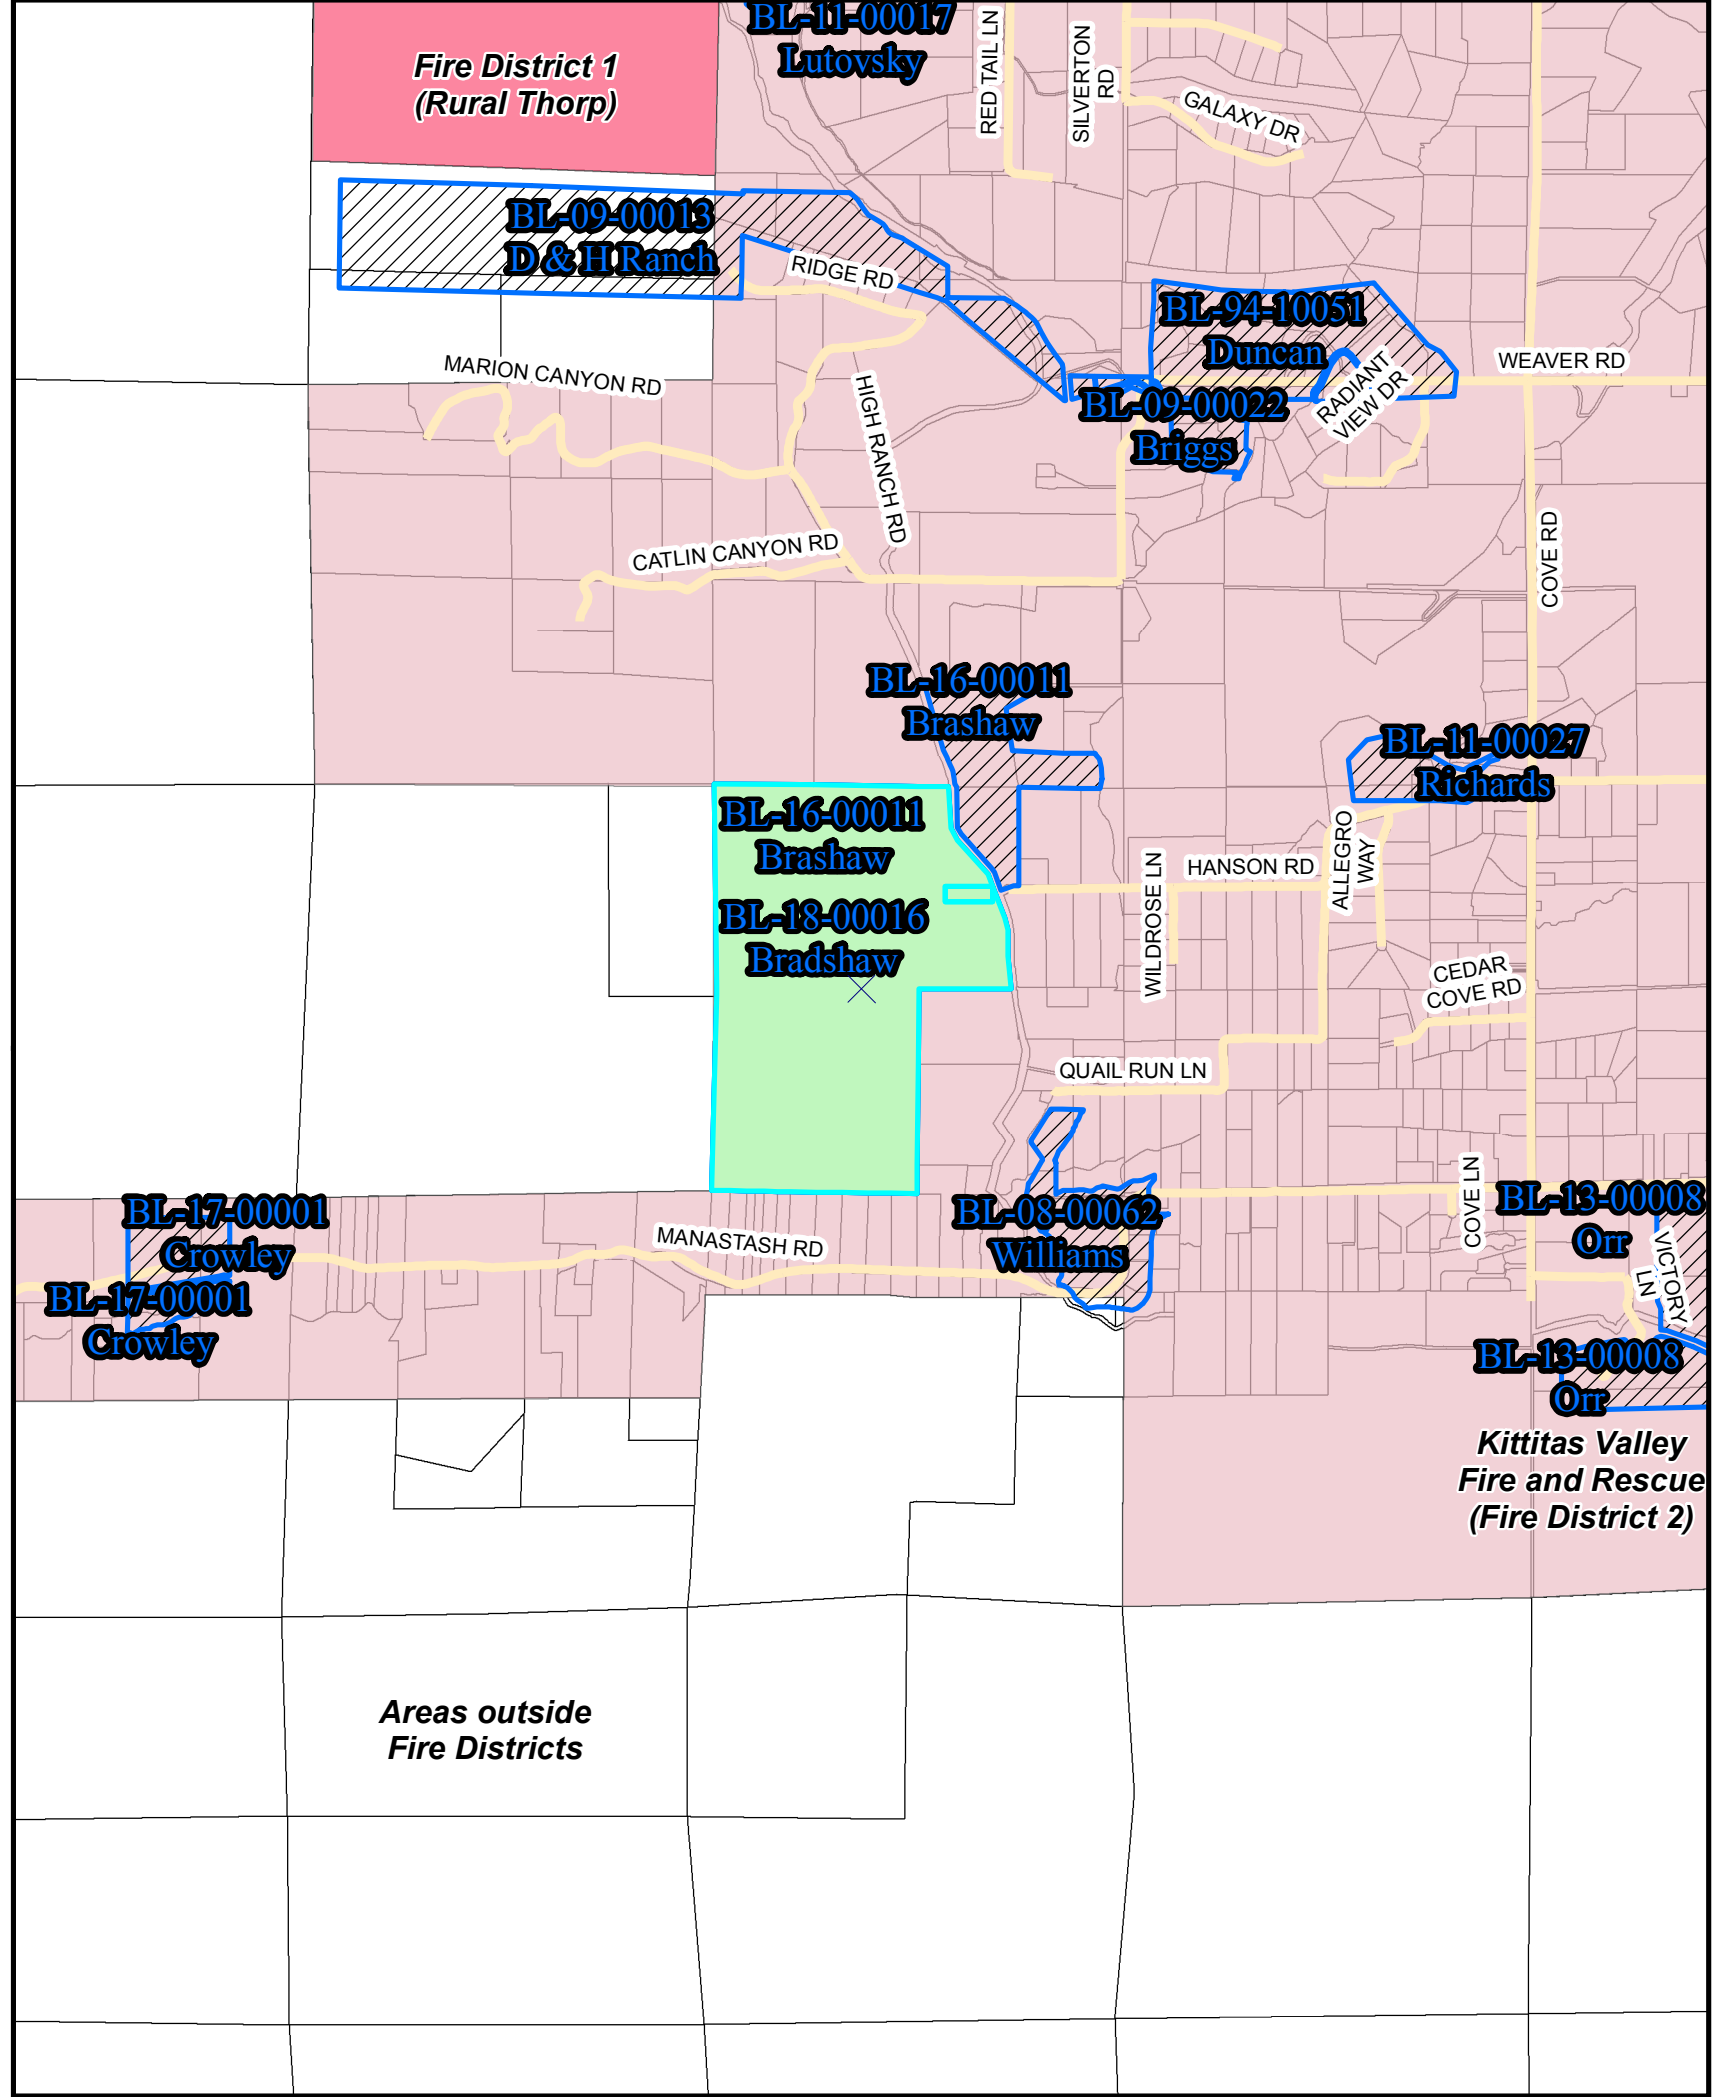 BL-11-00017
Lutovsky
Fire District 1
(Rural Thorp)
RED TAIL LN
SILVERTON
RD
GALAXY DR
BL-09-00013
D & H Ranch
RIDGE RD
BL-94-10051
Duncan
RADIANT
VIEW DR
WEAVER RD
MARION CANYON RD
HIGH RANCH RD
BL-09-00022
Briggs
CATLIN CANYON RD
COVE RD
BL-16-00011
Brashaw
BL-11-00027
Richards
BL-16-00011
Brashaw
ALLEGRO
WAY
HANSON RD
WILDROSE LN
BL-18-00016
Bradshaw
CEDAR
COVE RD
QUAIL RUN LN
COVE LN
BL-17-00001
Crowley
MANASTASH RD
BL-08-00062
Williams
BL-13-00008
Orr
VICTORY
LN
BL-17-00001
Crowley
BL-13-00008
Orr
Kittitas Valley
Fire and Rescue
(Fire District 2)
Areas outside
Fire Districts